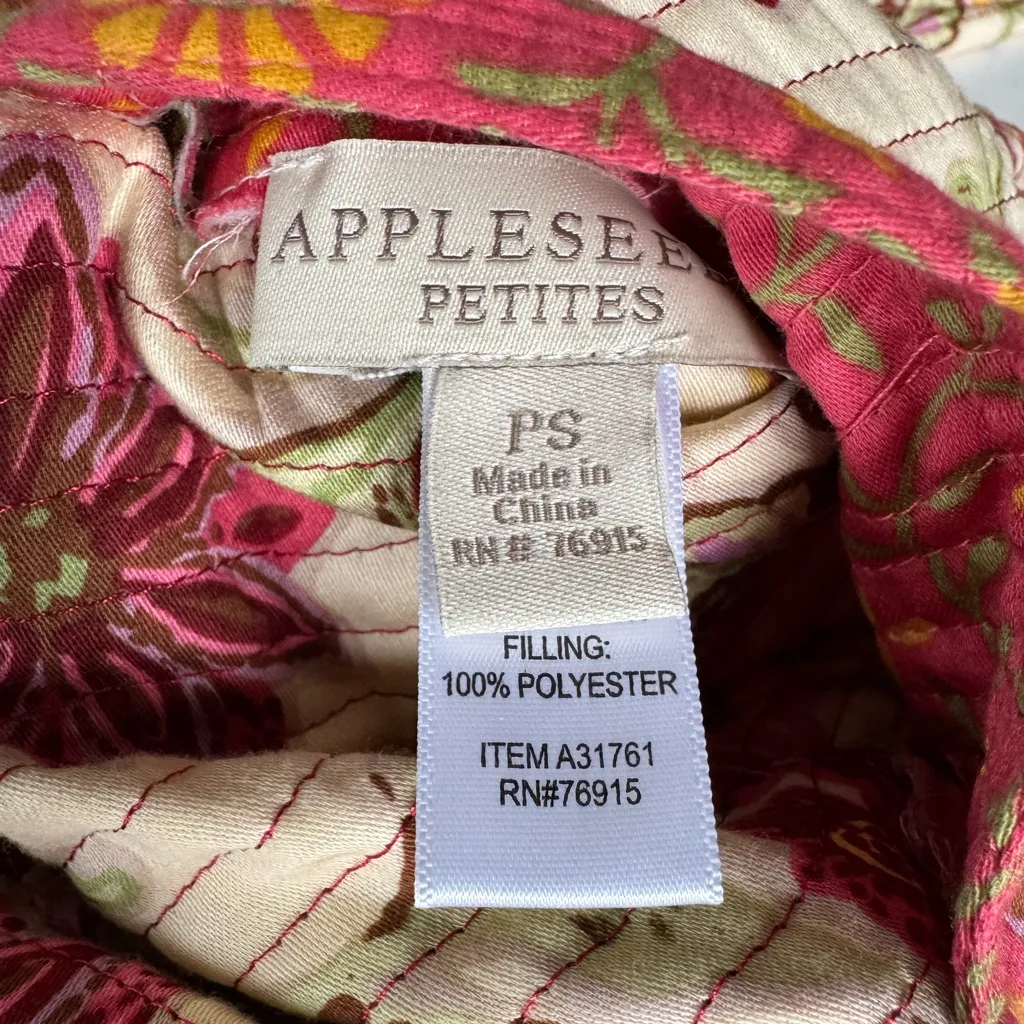 APPLESEE
PETITES
PS
Made in
China
RN# 76915
FILLING:
100% POLYESTER
ITEM A31761
RN#76915